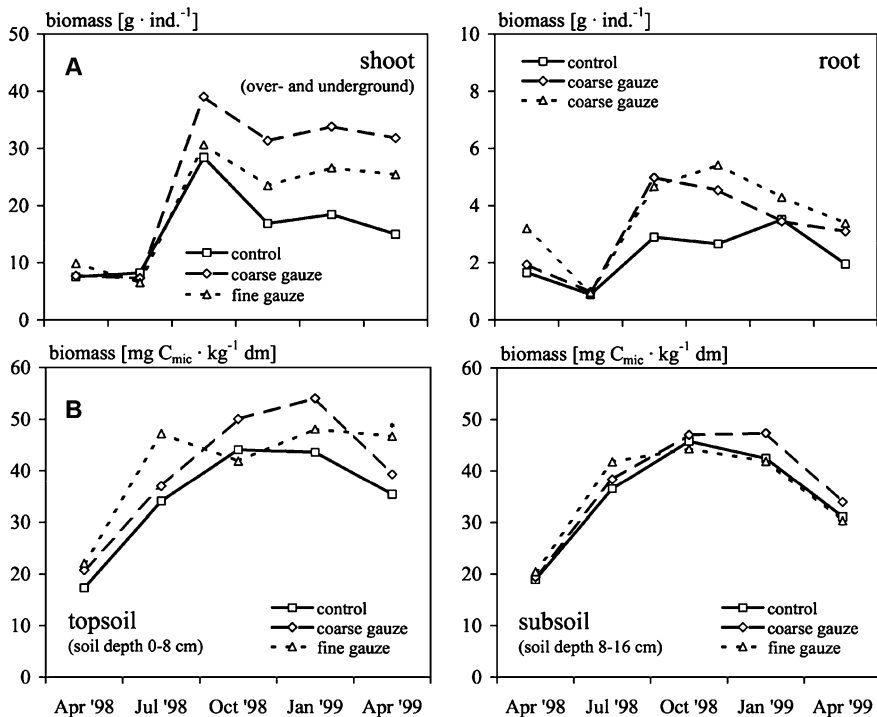 biomass [g · ind.⁻¹]
A
shoot
(over- and underground)
50
40
30
20
10
0
control
coarse gauze
fine gauze
biomass [g · ind.⁻¹]
root
10
8
6
4
2
0
control
coarse gauze
coarse gauze
biomass [mg Cmic · kg⁻¹ dm]
B
60
50
40
30
20
10
0
topsoil
(soil depth 0-8 cm)
control
coarse gauze
fine gauze
Apr '98 Jul '98 Oct '98 Jan '99 Apr '99
biomass [mg Cmic · kg⁻¹ dm]
60
50
40
30
20
10
0
subsoil
(soil depth 8-16 cm)
control
coarse gauze
fine gauze
Apr '98 Jul '98 Oct '98 Jan '99 Apr '99